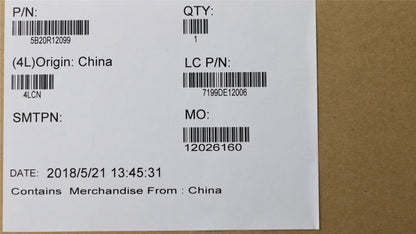 P/N:
QTY:
5B20R12099
1
(4L)Origin: China
LC P/N:
4LCN
7199DE12006
SMTPN:
MO:
12026160
DATE: 2018/5/21 13:45:31
Contains Merchandise From : China